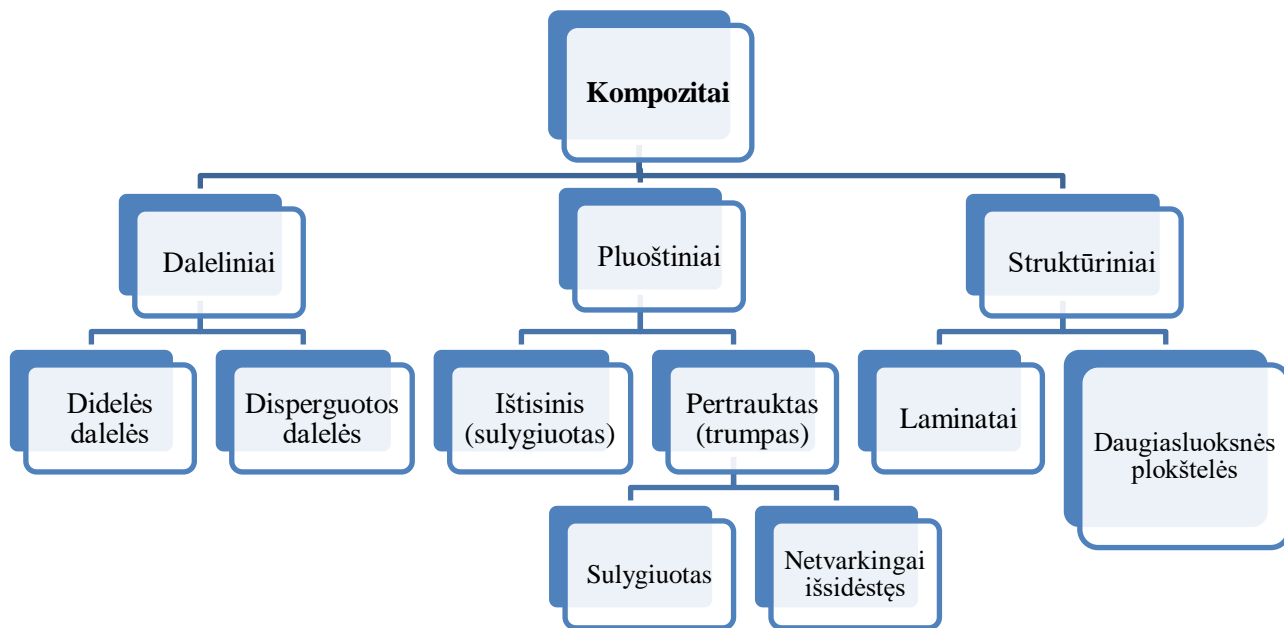 Kompozitai
Daleliniai
Pluoštiniai
Struktūriniai
Didelės
dalelės
Disperguotos
dalelės
Ištisinis
(sulygiuotas)
Pertrauktas
(trumpas)
Laminatai
Daugiasluoksnės
plokštelės
Sulygiuotas
Netvarkingai
išsidėstęs